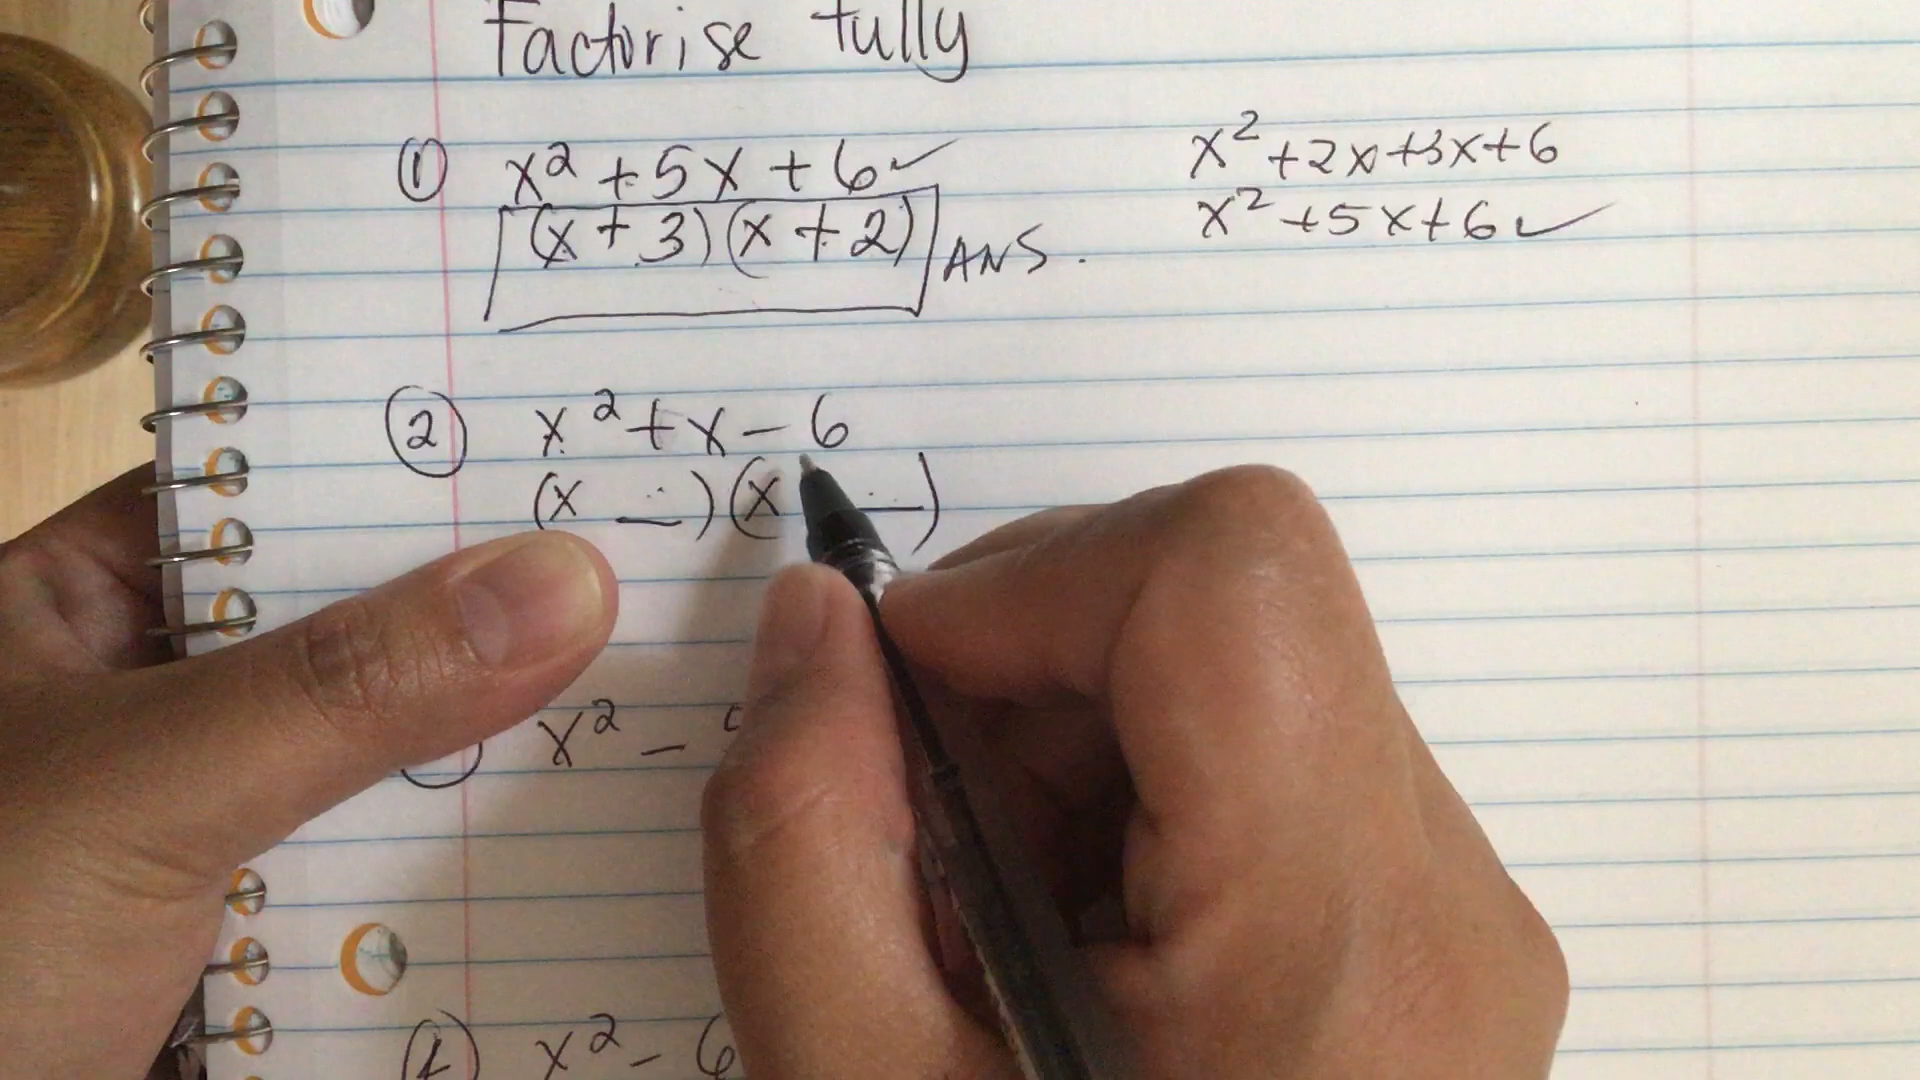 Factorise fully
① x² + 5x + 6 ✓
(x + 3)(x + 2) ANS.
x² + 2x + 3x + 6
x² + 5x + 6 ✓
② x² + x - 6
(x _)(x _)
x² -
x² - 6